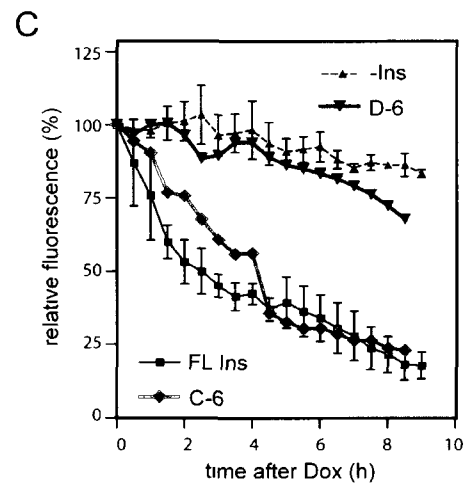 C
125
100
75
50
25
0
relative fluorescence (%)
-Ins
D-6
FL Ins
C-6
0 2 4 6 8 10
time after Dox (h)